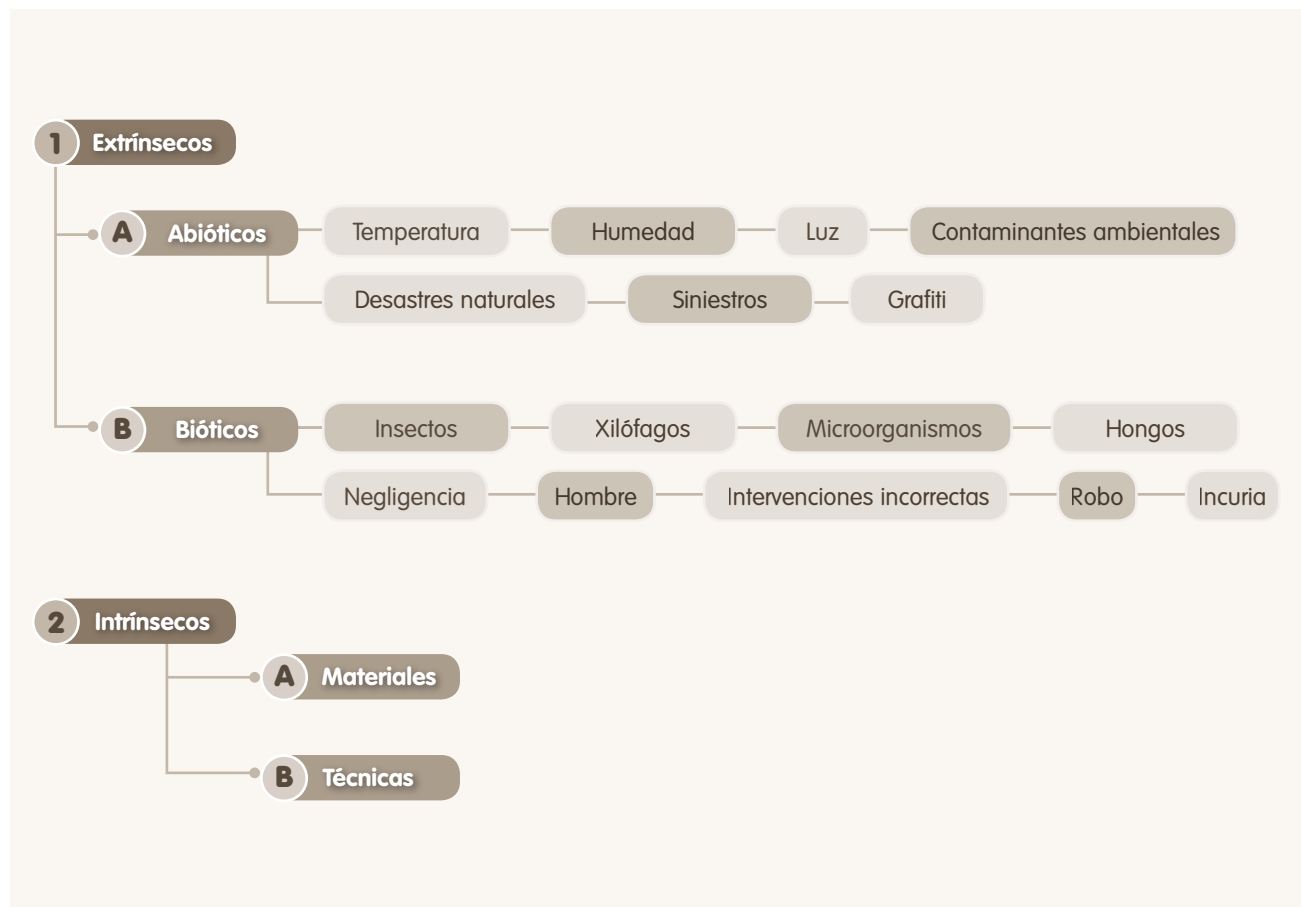 1 Extrínsecos
A Abióticos Temperatura Humedad Luz Contaminantes ambientales
Desastres naturales Siniestros Grafiti
B Bióticos Insectos Xilófagos Microorganismos Hongos
Negligencia Hombre Intervenciones incorrectas Robo Incuria
2 Intrínsecos
A Materiales
B Técnicas